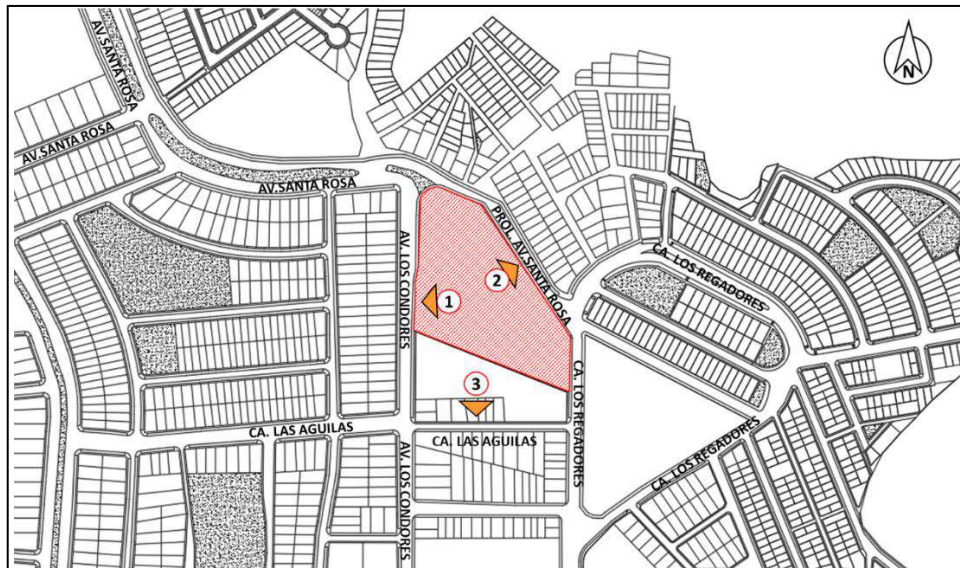 AV.SANTA ROSA
N
AV.SANTA ROSA
AV.SANTA ROSA
PROL. AV.SANTA ROSA
AV. LOS CONDORES
2
1
CA. LOS REGADORES
3
CA. LOS REGADORES
CA. LAS AGUILAS
CA. LAS AGUILAS
AV. LOS CONDORES
CA. LOS REGADORES